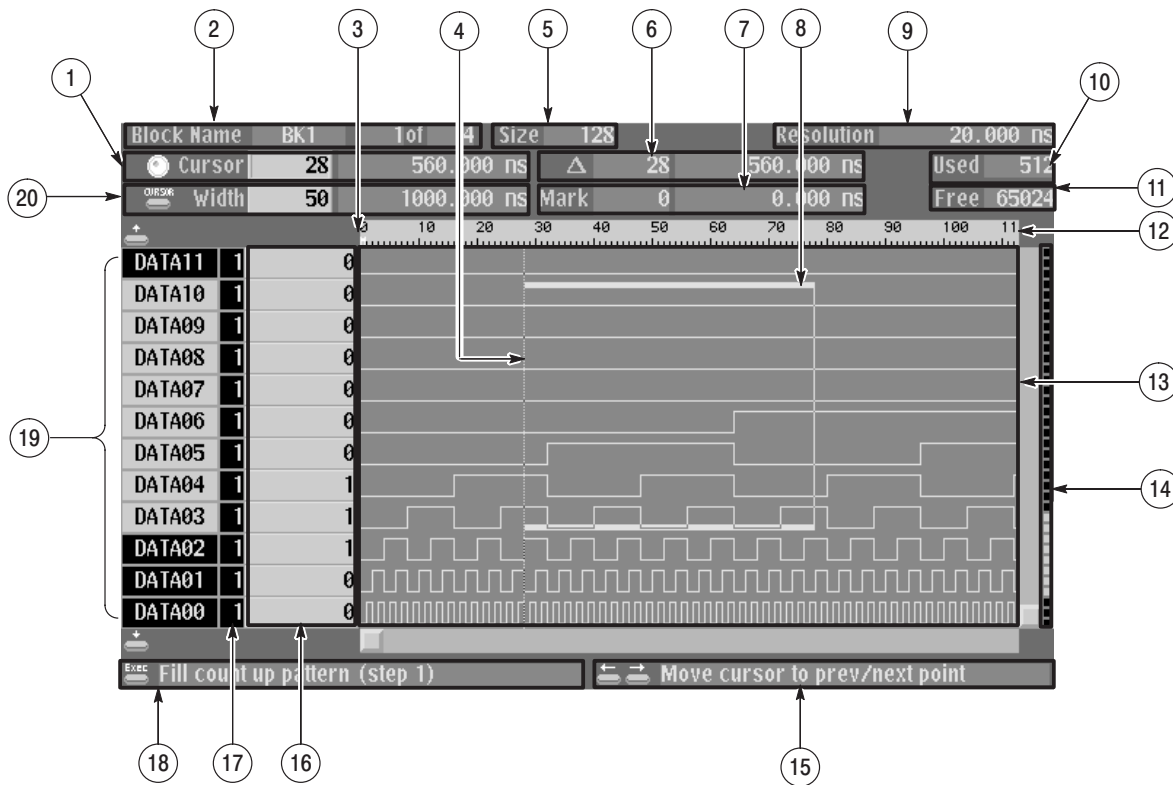 2 3 4 5 6 7 8 9
1 10
Block Name BK1 1of 4 Size 128 Resolution 20.000 ns
Cursor 28 560.000 ns Δ 28 560.000 ns Used 512
CURSOR Width 50 1000.000 ns Mark 0 0.000 ns Free 65024
20 11
0 10 20 30 40 50 60 70 80 90 100 11
12
DATA11 1 0
DATA10 1 0
DATA09 1 0
DATA08 1 0
DATA07 1 0
13
DATA06 1 0
19
DATA05 1 0
DATA04 1 1
14
DATA03 1 1
DATA02 1 1
DATA01 1 0
DATA00 1 0
EXEC Fill count up pattern (step 1) Move cursor to prev/next point
18 17 16 15